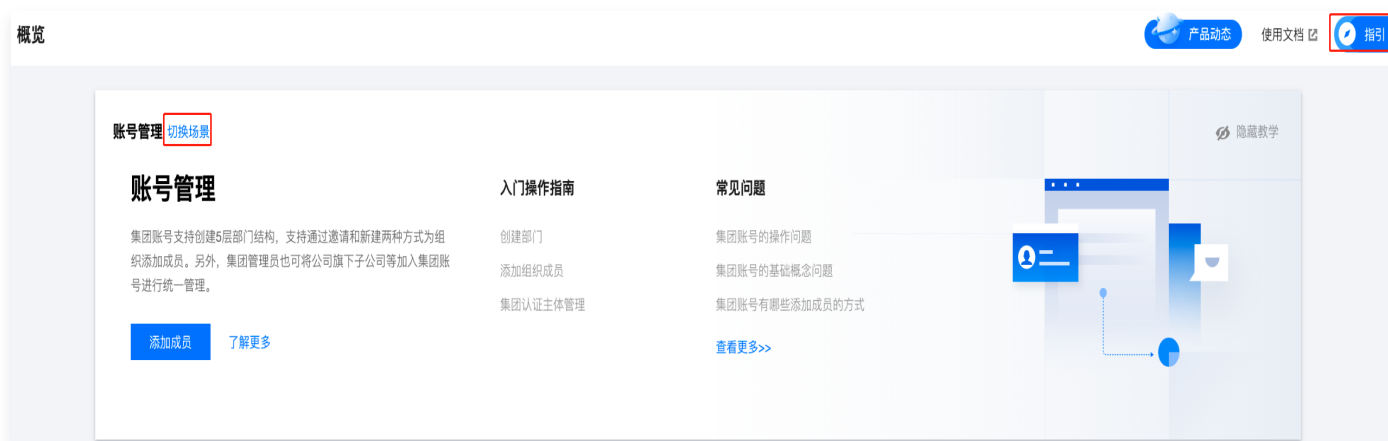 概览
产品动态
使用文档
指引
账号管理 切换场景
隐藏教学
账号管理
集团账号支持创建5层部门结构，支持通过邀请和新建两种方式为组
织添加成员。另外，集团管理员也可将公司旗下子公司等加入集团账
号进行统一管理。
添加成员
了解更多
入门操作指南
创建部门
添加组织成员
集团认证主体管理
常见问题
集团账号的操作问题
集团账号的基础概念问题
集团账号有哪些添加成员的方式
查看更多>>